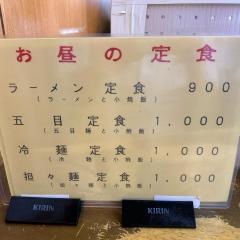 お昼の定食
ラーメン 定食 900
(ラーメンと小焼飯)
五目 定食 1,000
(五目麺と小焼飯)
冷麺 定食 1,000
(冷麺と小焼飯)
担々麺 定食 1,000
(担々麺と小焼飯)
KIRIN KIRIN